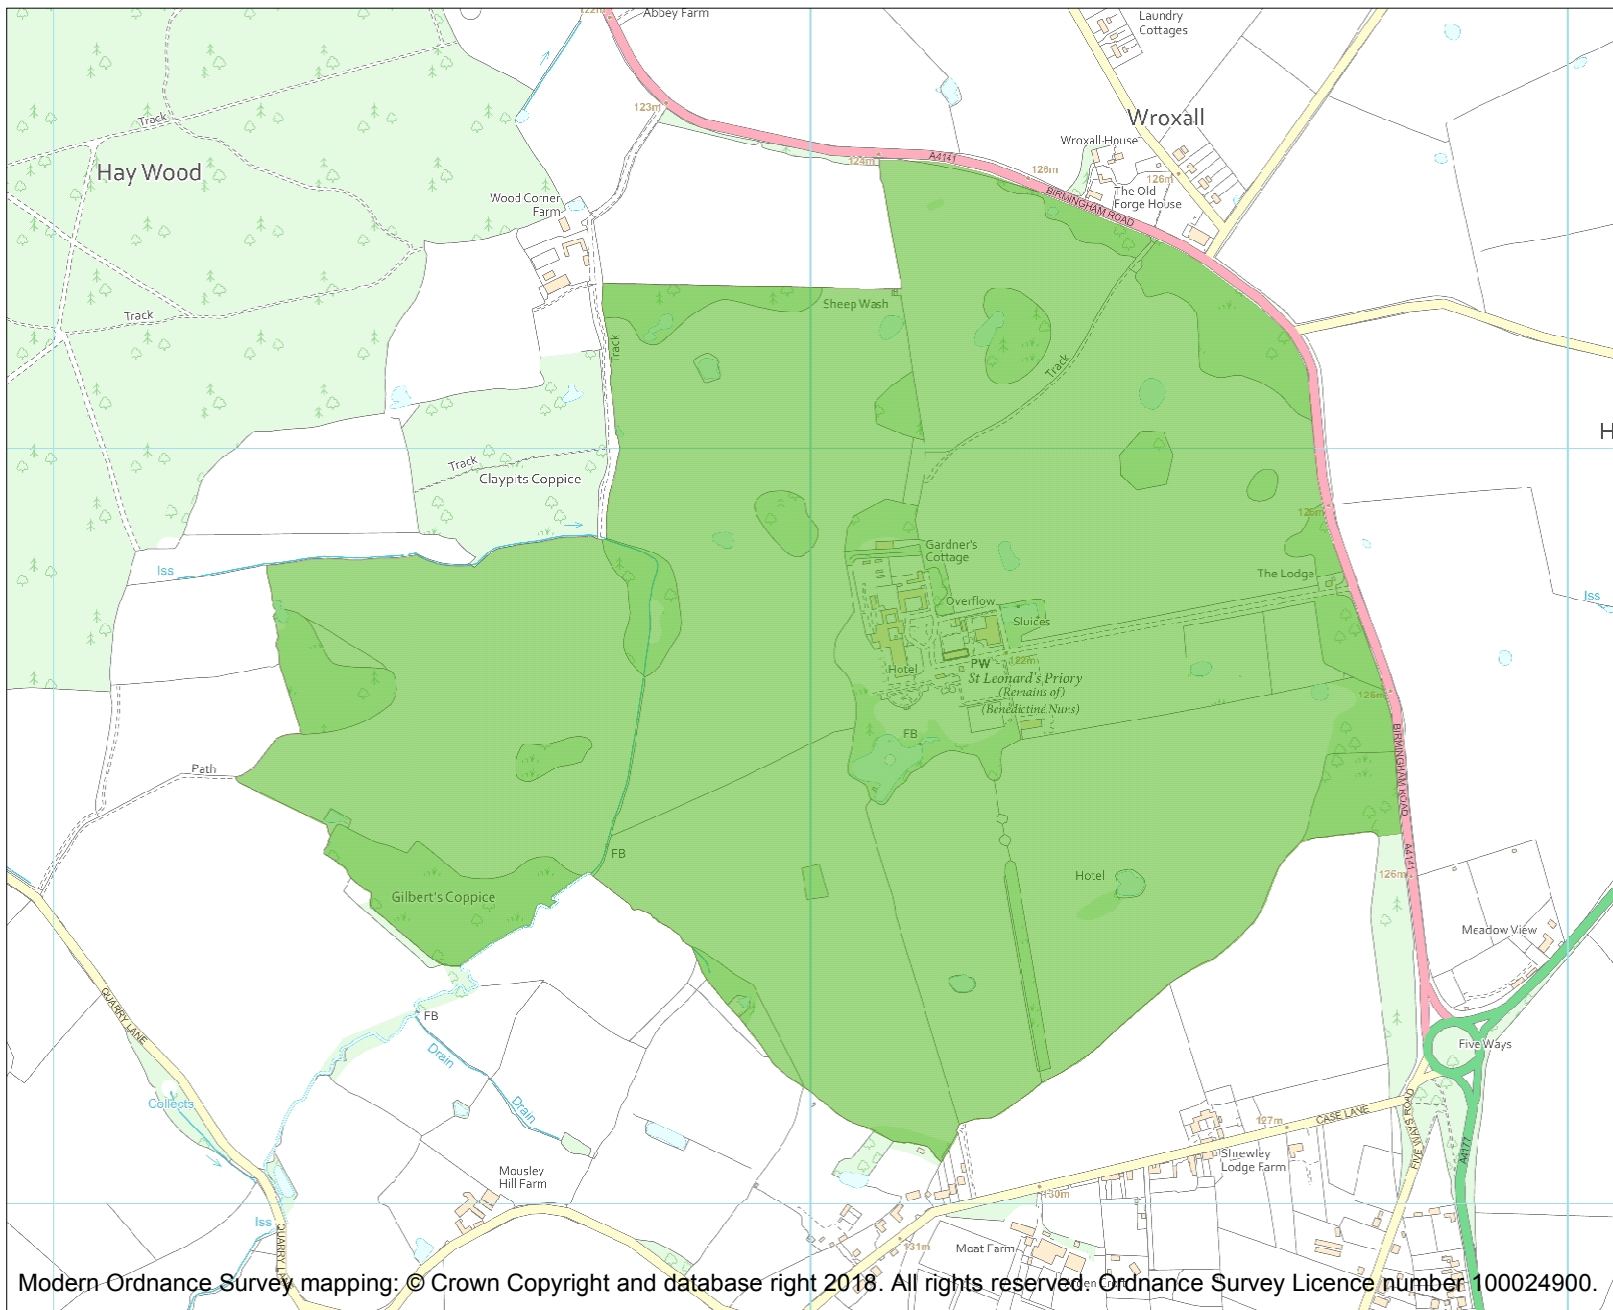 122m
Abbey Farm
Laundry
Cottages
123m
Track
Wroxall
Wroxall House
A4141
124m
126m
126m
Hay Wood
The Old
Forge House
BIRMINGHAM ROAD
Wood Corner
Farm
Sheep Wash
Track
Track
Track
H
Track
Claypits Coppice
126m
Gardner's
Cottage
Iss
The Lodge
Iss
Overflow
Sluices
PW
122m
Hotel
St Leonard's Priory
(Remains of)
(Benedictine Nuns)
126m
FB
BIRMINGHAM ROAD
Path
FB
A4141
Hotel
126m
Gilbert's Coppice
Meadow View
QUARRY LANE
FB
Five Ways
Drain
Collects
Drain
127m
CASE LANE
FIVE WAYS ROAD
A4177
Shrewley
Lodge Farm
Mousley
Hill Farm
130m
Iss
QUARRY LANE
131m
Moat Farm
Modern Ordnance Survey mapping: © Crown Copyright and database right 2018. All rights reserved. Ordnance Survey Licence number 100024900.